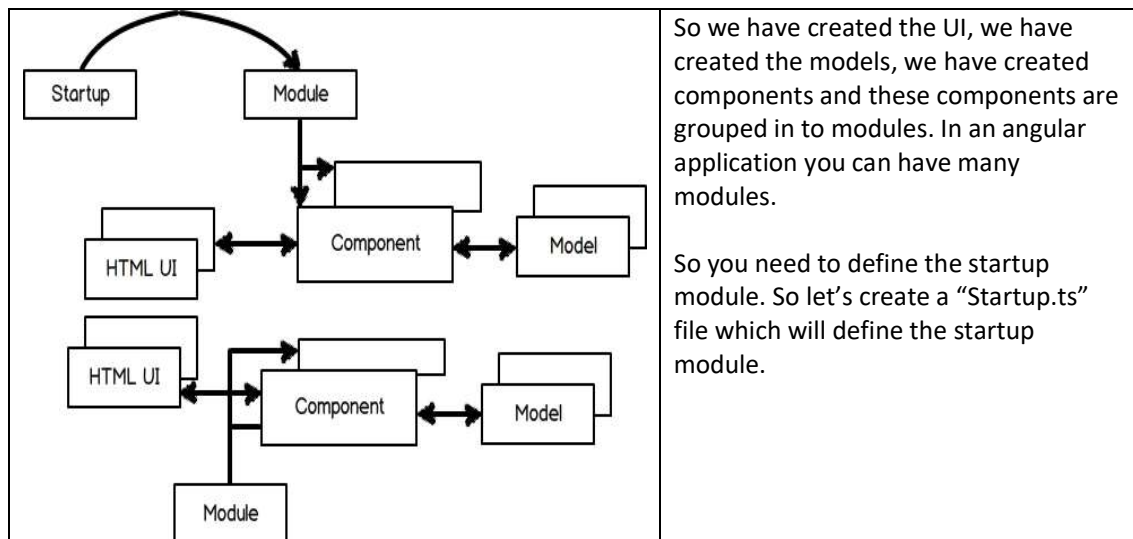 Startup
Module
Component
HTML UI
Model
HTML UI
Component
Model
Module
So we have created the UI, we have
created the models, we have created
components and these components are
grouped in to modules. In an angular
application you can have many
modules.
So you need to define the startup
module. So let’s create a “Startup.ts”
file which will define the startup
module.